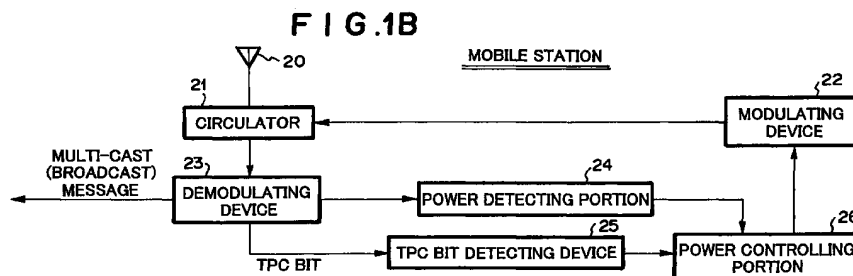 FIG.1B
20
MOBILE STATION
21
22
CIRCULATOR
MODULATING
DEVICE
MULTI-CAST
(BROADCAST)
MESSAGE
23
DEMODULATING
DEVICE
24
POWER DETECTING PORTION
25
26
TPC BIT
TPC BIT DETECTING DEVICE
POWER CONTROLLING
PORTION